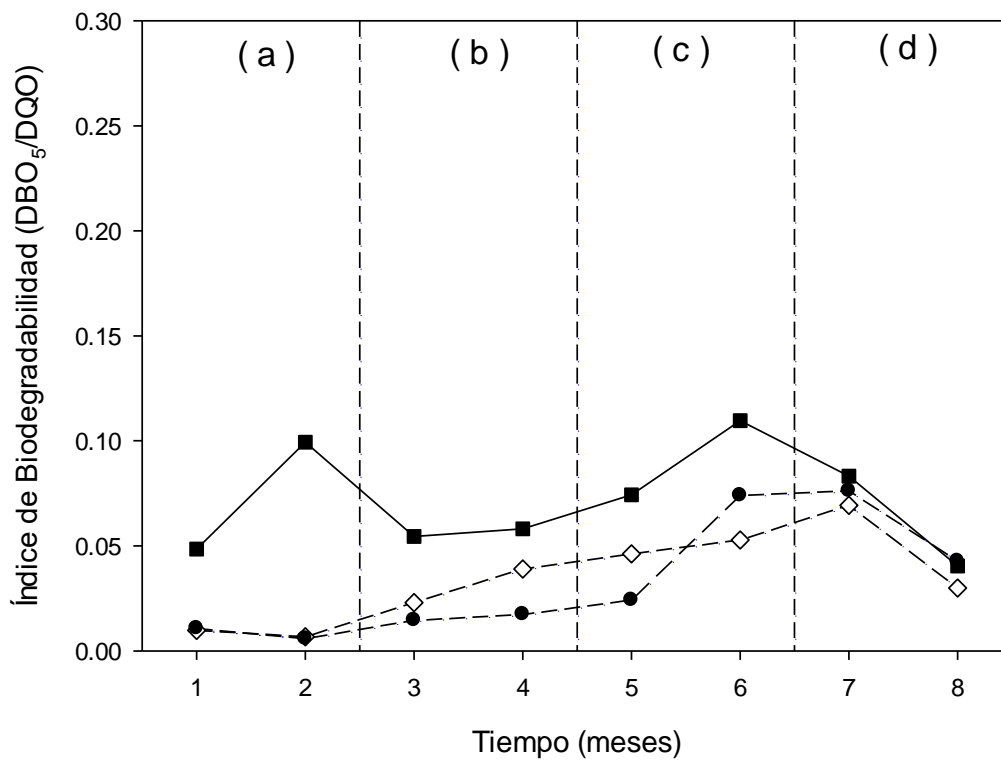 ( a ) ( b ) ( c ) ( d )
Índice de Biodegradabilidad (DBO₅/DQO)
0.30
0.25
0.20
0.15
0.10
0.05
0.00
1 2 3 4 5 6 7 8
Tiempo (meses)